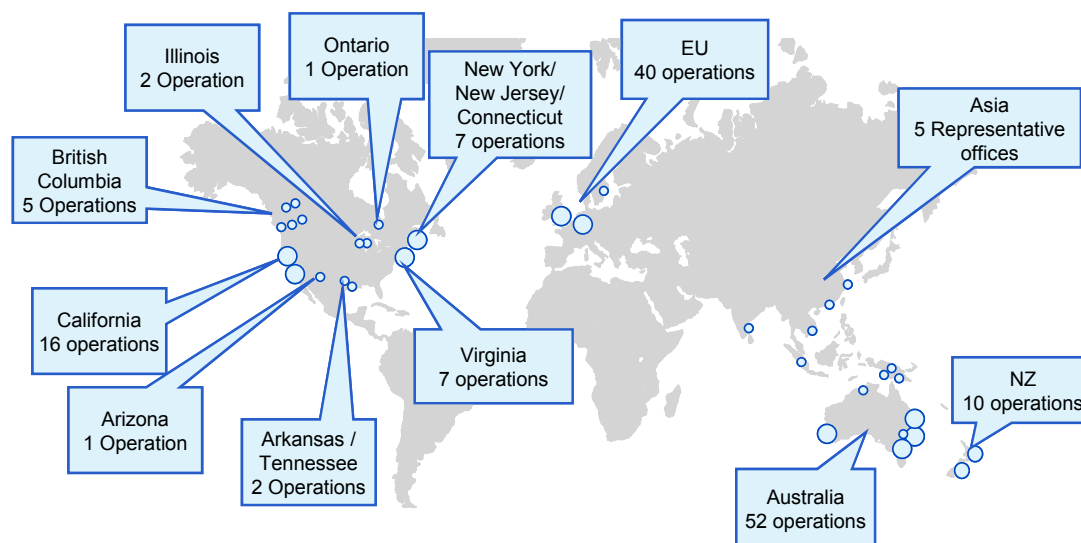 Illinois
2 Operation
Ontario
1 Operation
New York/
New Jersey/
Connecticut
7 operations
EU
40 operations
Asia
5 Representative
offices
British
Columbia
5 Operations
California
16 operations
Arizona
1 Operation
Arkansas /
Tennessee
2 Operations
Virginia
7 operations
Australia
52 operations
NZ
10 operations